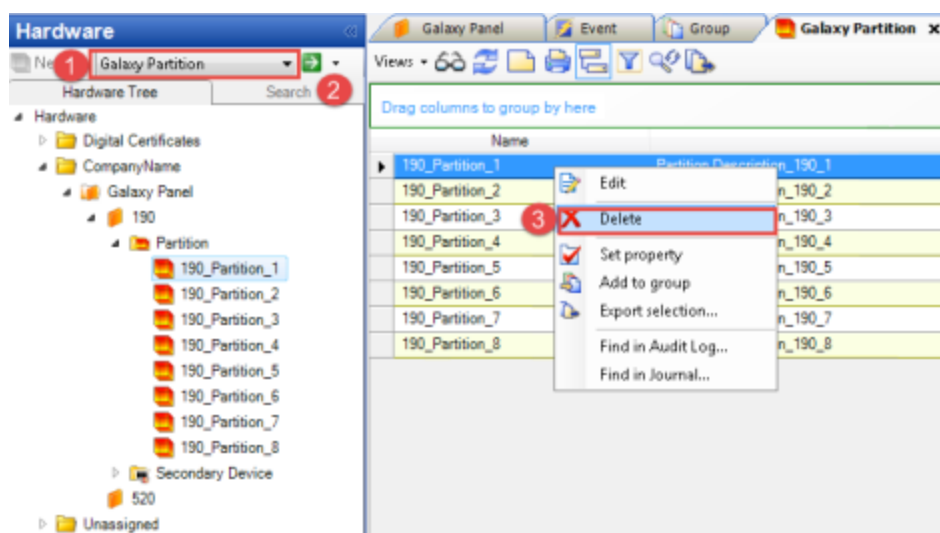 Hardware
Galaxy Panel
Event
Group
Galaxy Partition
Ne
1
Galaxy Partition
Views
Hardware Tree
Search
2
Drag columns to group by here
Name
Hardware
Digital Certificates
CompanyName
Galaxy Panel
190
Partition
190_Partition_1
190_Partition_2
190_Partition_3
190_Partition_4
190_Partition_5
190_Partition_6
190_Partition_7
190_Partition_8
Secondary Device
520
Unassigned
190_Partition_1 Partition Description_190_1
190_Partition_2 n_190_2
190_Partition_3 n_190_3
190_Partition_4 n_190_4
190_Partition_5 n_190_5
190_Partition_6 n_190_6
190_Partition_7 n_190_7
190_Partition_8 n_190_8
Edit
3 Delete
Set property
Add to group
Export selection...
Find in Audit Log...
Find in Journal...